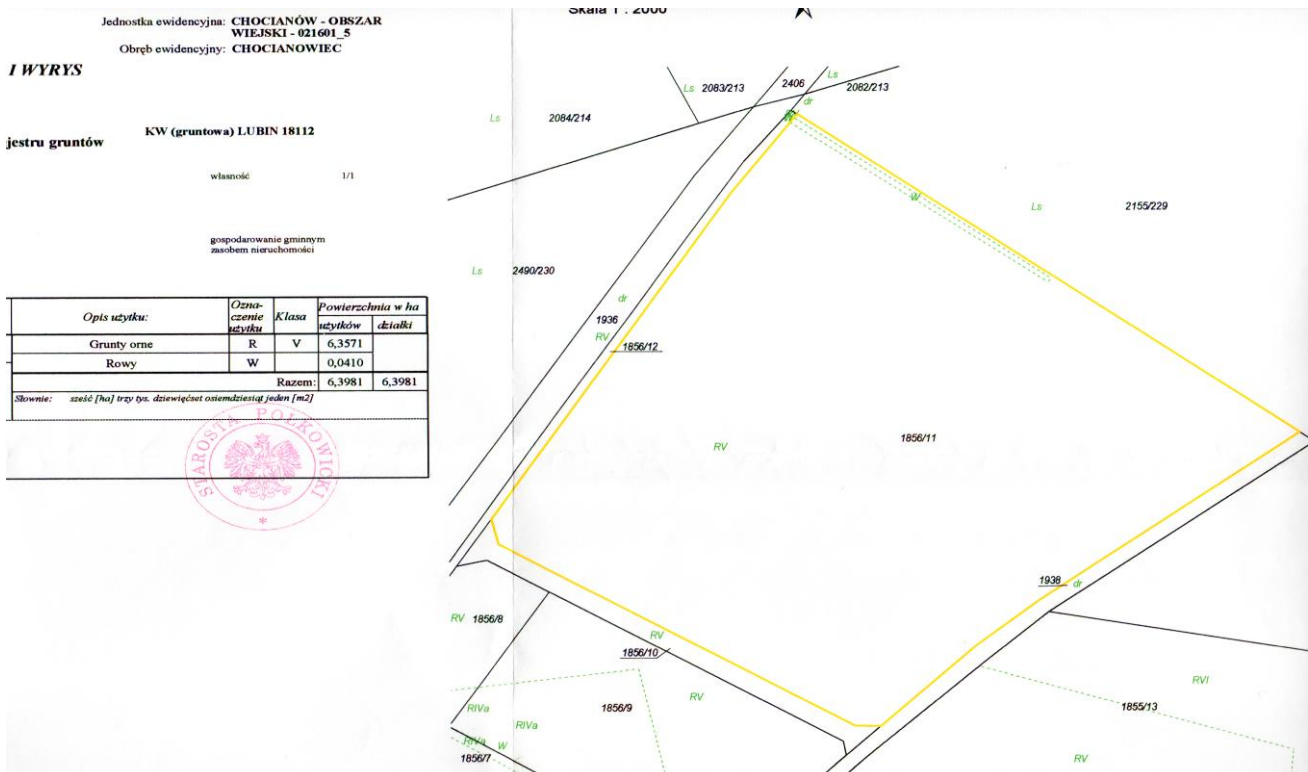 Jednostka ewidencyjna: CHOCIANÓW - OBSZAR
WIEJSKI - 021601_5
Obręb ewidencyjny: CHOCIANOWIEC
I WYRYS
jestru gruntów
KW (gruntowa) LUBIN 18112
własność 1/1
gospodarowanie gminnym
zasobem nieruchomości
Opis użytku: Ozna-czenie użytku Klasa Powierzchnia w ha
użytków działki
Grunty orne R V 6,3571
Rowy W 0,0410
Razem: 6,3981 6,3981
Słownie: sześć [ha] trzy tys. dziewięćset osiemdziesiąt jeden [m2]
STAROSTA POLKOWICKI
*
Skala 1 : 2000
Ls 2084/214
Ls 2083/213
2406
dr
Ls
2082/213
W
Ls 2155/229
Ls 2490/230
dr
1936
RV
1856/12
RV
1856/11
1938 dr
RV 1856/8
RV
1856/10
RV
1856/9
RIVa
RIVa
RIVa W
1856/7
RVI
1855/13
RV